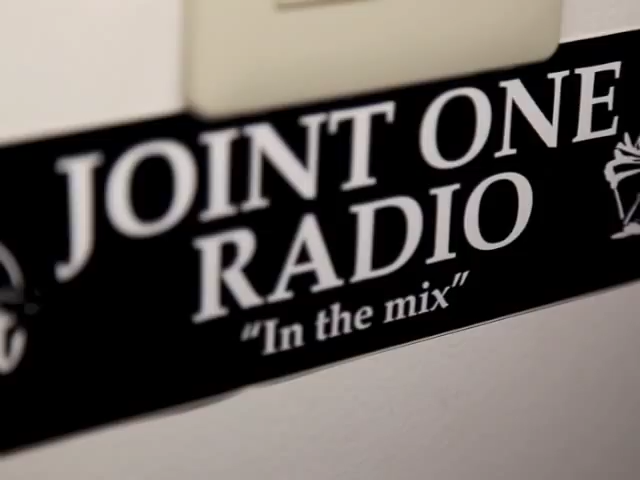 JOINT ONE
RADIO
“In the mix”